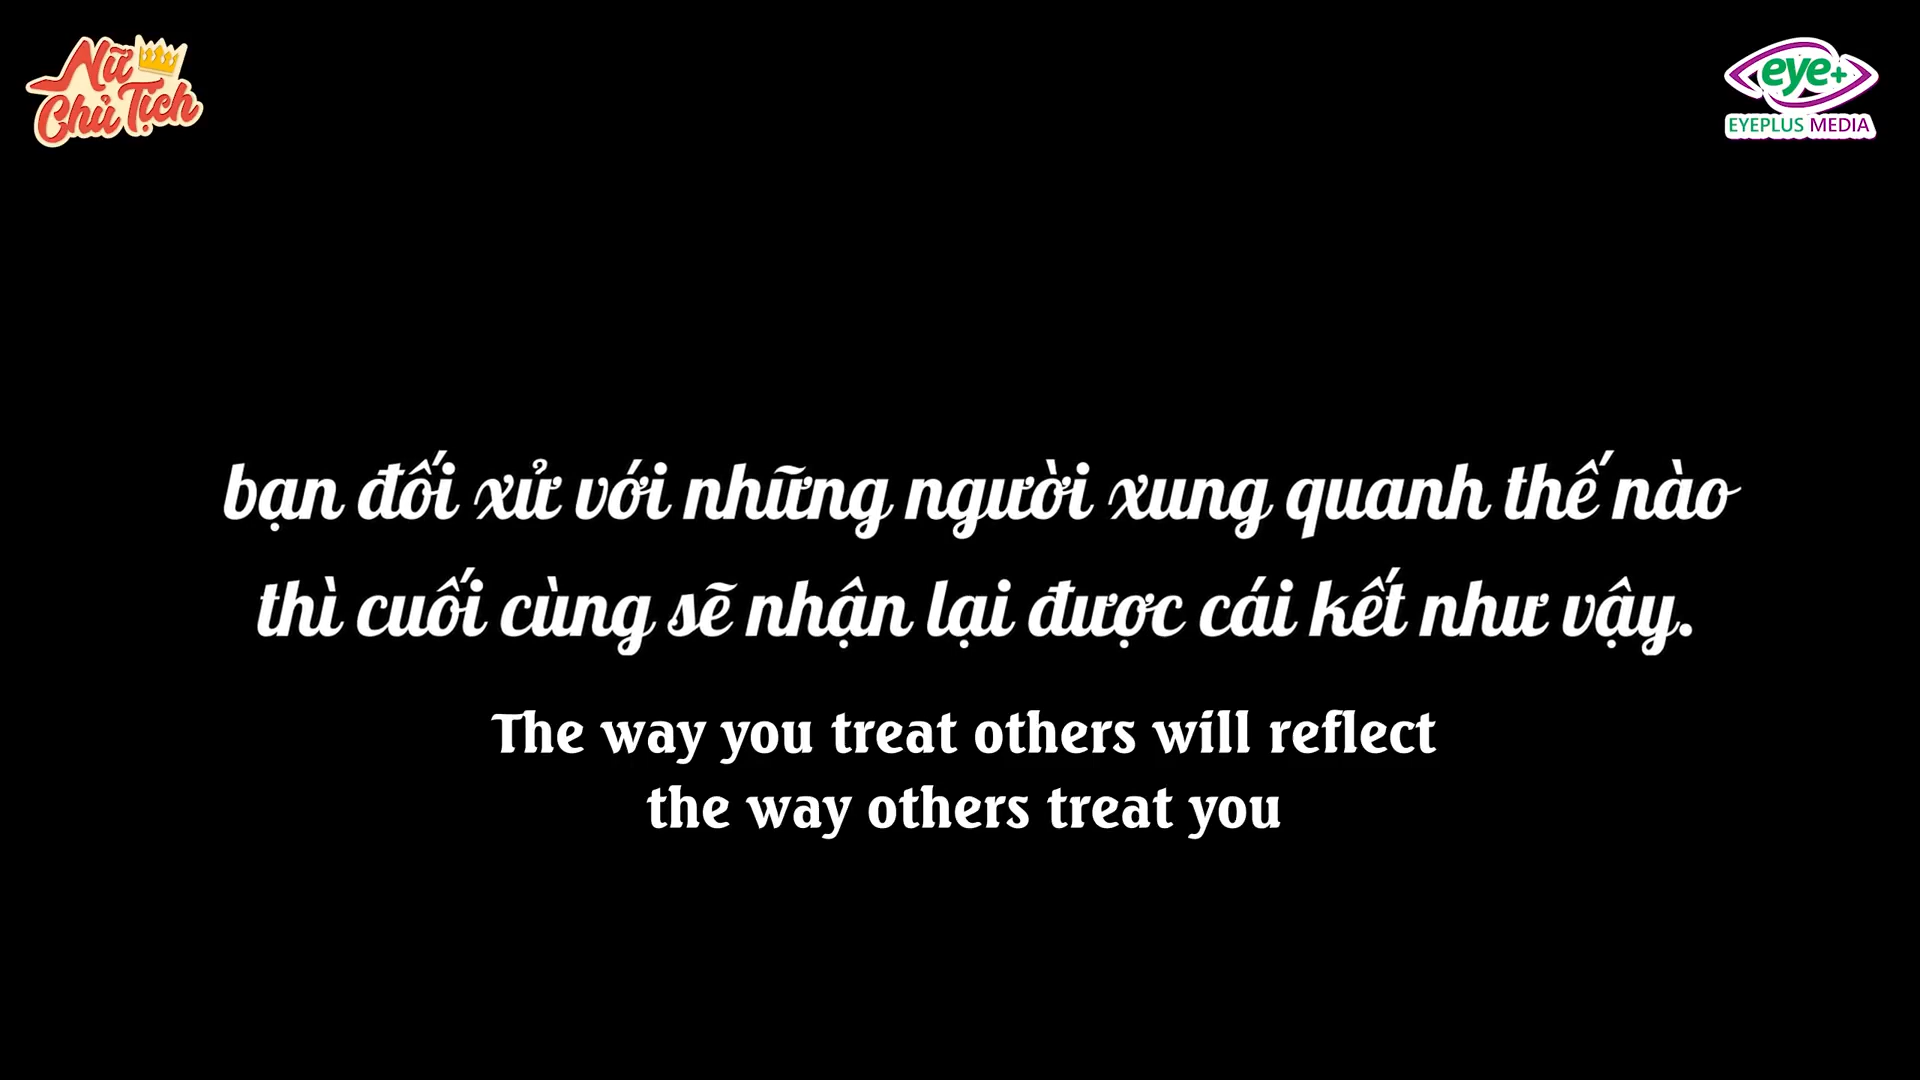 Nữ
Chủ Tịch
eye+
EYEPLUS MEDIA
bạn đối xử với những người xung quanh thế nào
thì cuối cùng sẽ nhận lại được cái kết như vậy.
The way you treat others will reflect
the way others treat you